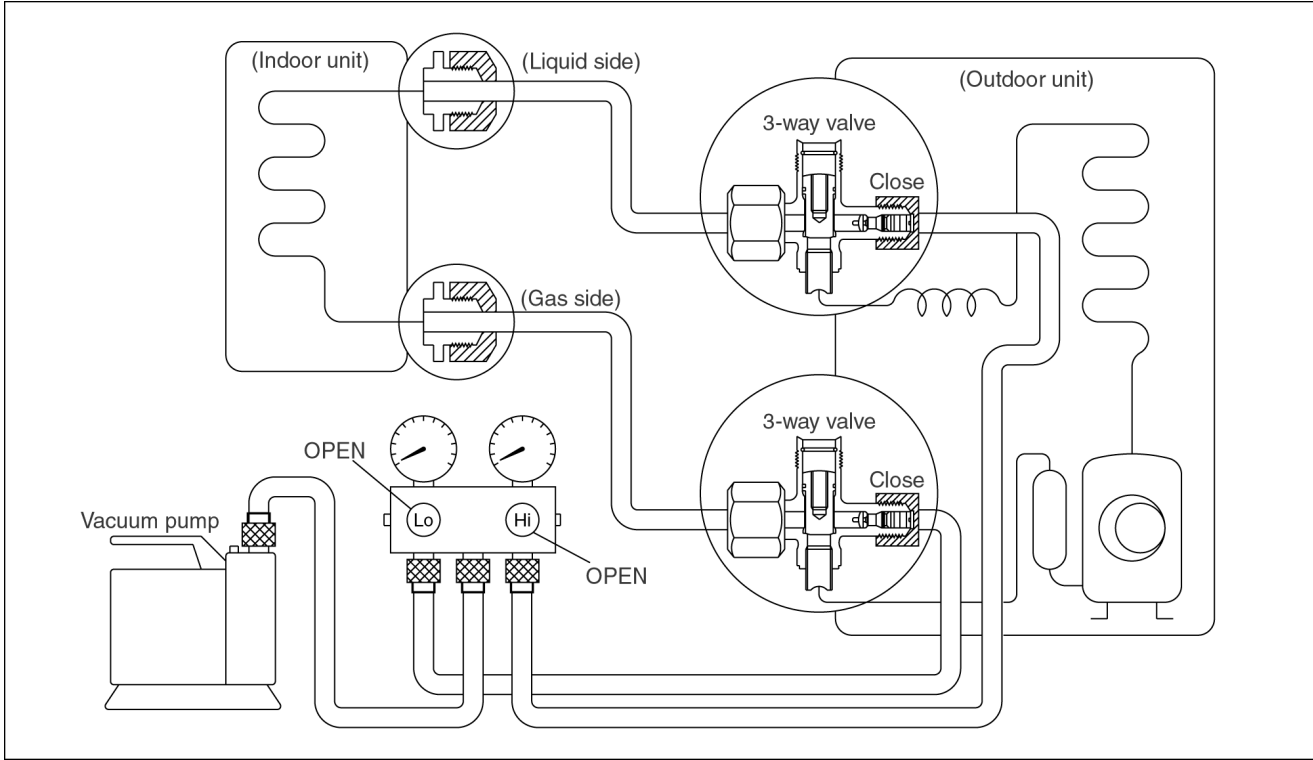 (Indoor unit)
(Liquid side)
(Outdoor unit)
3-way valve
Close
(Gas side)
3-way valve
OPEN
Close
Lo
Hi
Vacuum pump
OPEN